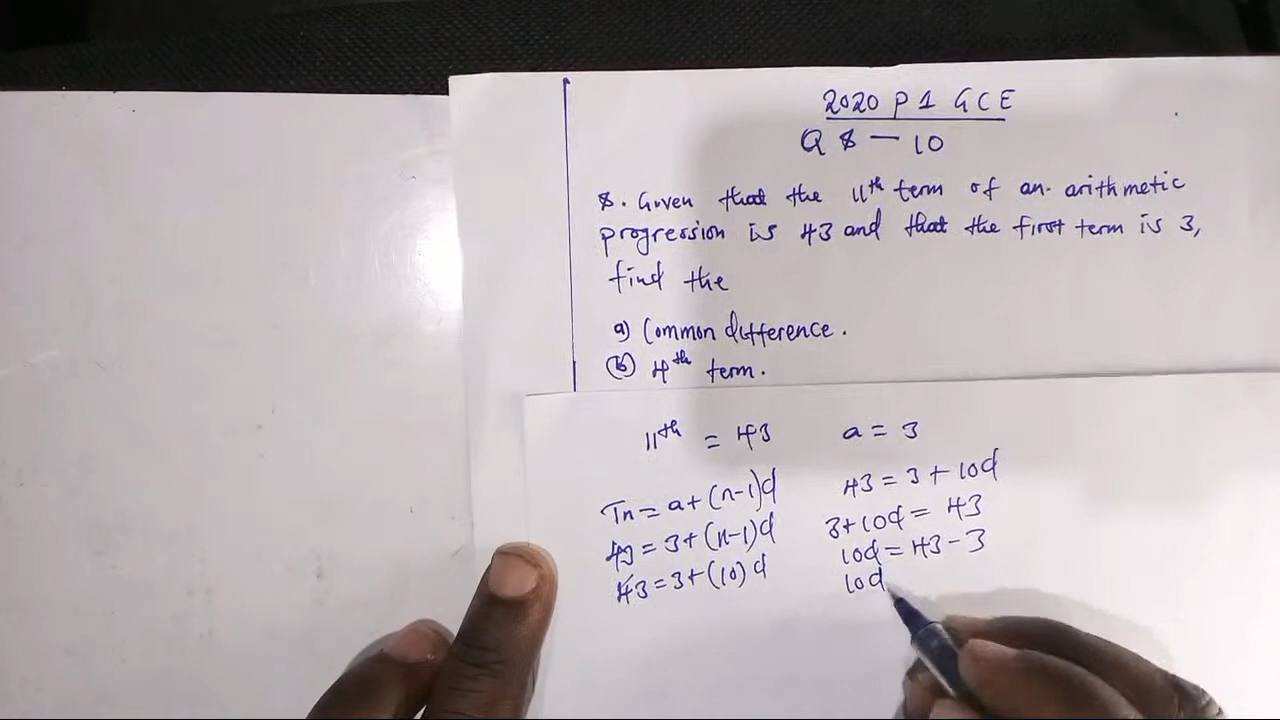 2020 P 1 GCE
Q 8 — 10
8. Given that the 11th term of an arithmetic
progression is 43 and that the first term is 3,
find the
a) Common difference.
(b) 4th term.
11th = 43
a = 3
Tn = a + (n-1)d
43 = 3 + (n-1)d
43 = 3 + (10) d
43 = 3 + 10d
3 + 10d = 43
10d = 43 - 3
10d